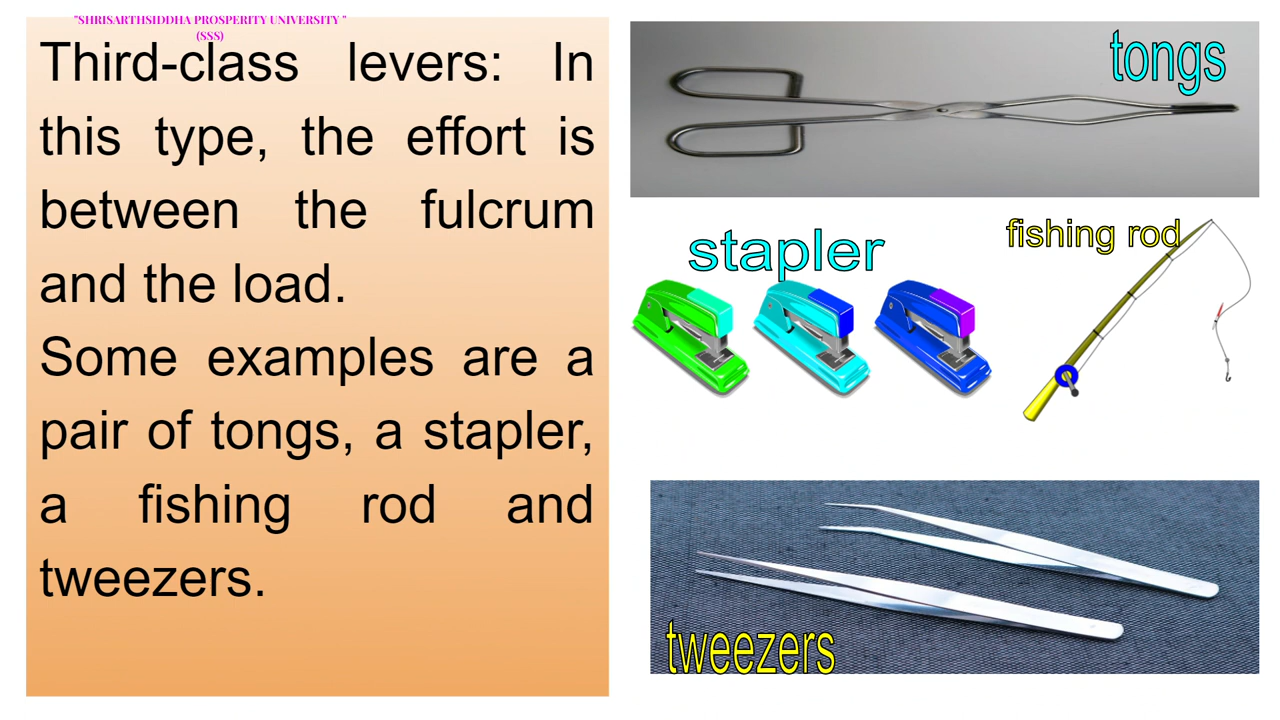 "SHRISARTHSIDDHA PROSPERITY UNIVERSITY "
(SSS)
Third-class levers: In
this type, the effort is
between the fulcrum
and the load.
Some examples are a
pair of tongs, a stapler,
a fishing rod and
tweezers.
tongs
stapler
fishing rod
tweezers